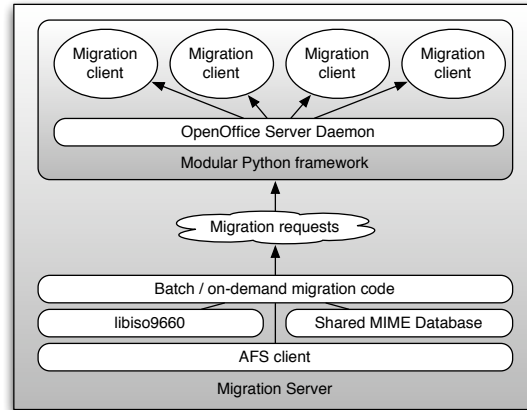 Migration
client
Migration
client
Migration
client
Migration
client
OpenOffice Server Daemon
Modular Python framework
Migration requests
Batch / on-demand migration code
libiso9660
Shared MIME Database
AFS client
Migration Server